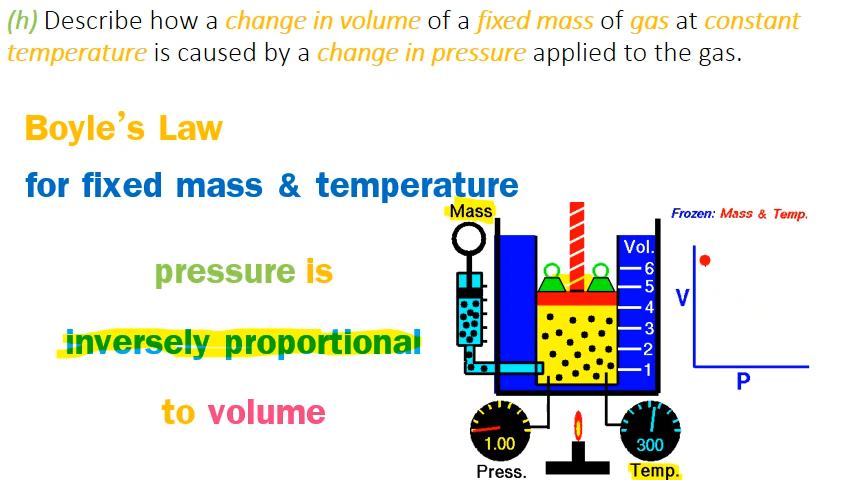 (h) Describe how a change in volume of a fixed mass of gas at constant
temperature is caused by a change in pressure applied to the gas.
Boyle’s Law
for fixed mass & temperature
pressure is
inversely proportional
to volume
Mass
Frozen: Mass & Temp.
Vol.
6
5
4
3
2
1
V
P
1.00
300
Press.
Temp.